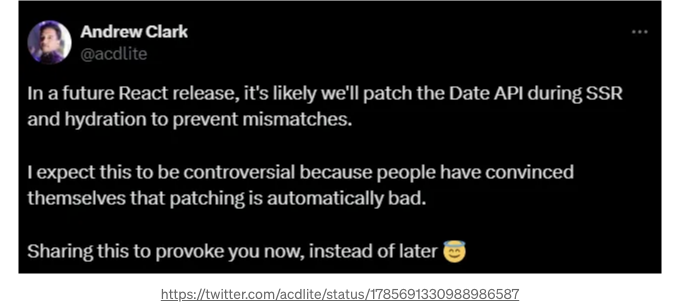 Andrew Clark
@acdlite
In a future React release, it's likely we'll patch the Date API during SSR
and hydration to prevent mismatches.
I expect this to be controversial because people have convinced
themselves that patching is automatically bad.
Sharing this to provoke you now, instead of later 😇
https://twitter.com/acdlite/status/1785691330988986587